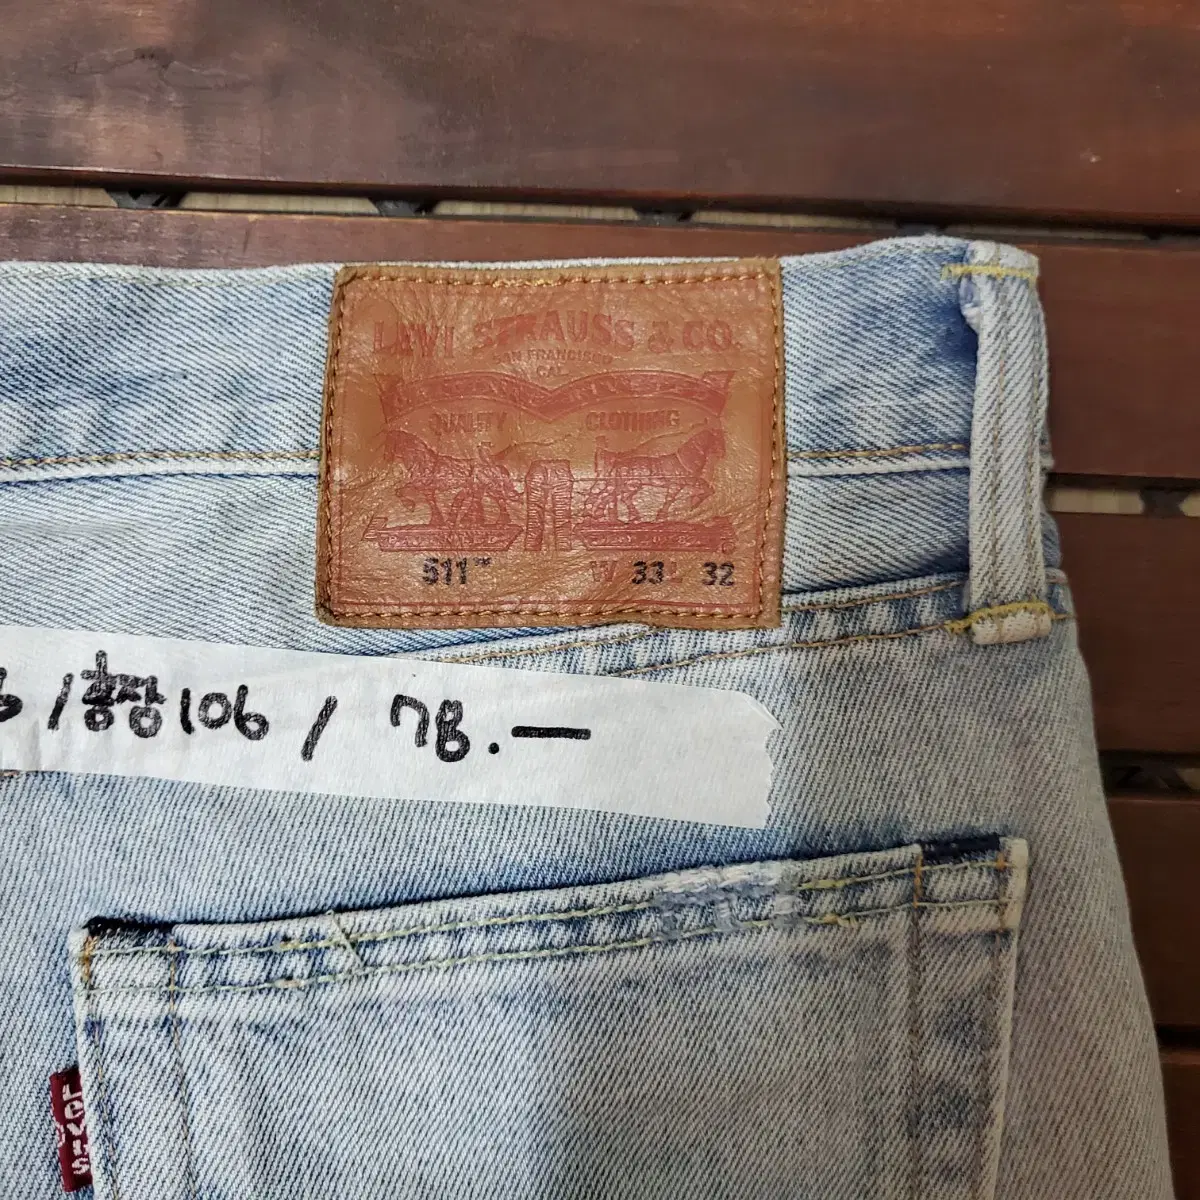 LEVI STRAUSS & CO.
SAN FRANCISCO
CAL.
QUALITY CLOTHING
511™ W 33 L 32
/총장106 / 78.—
LEVI'S